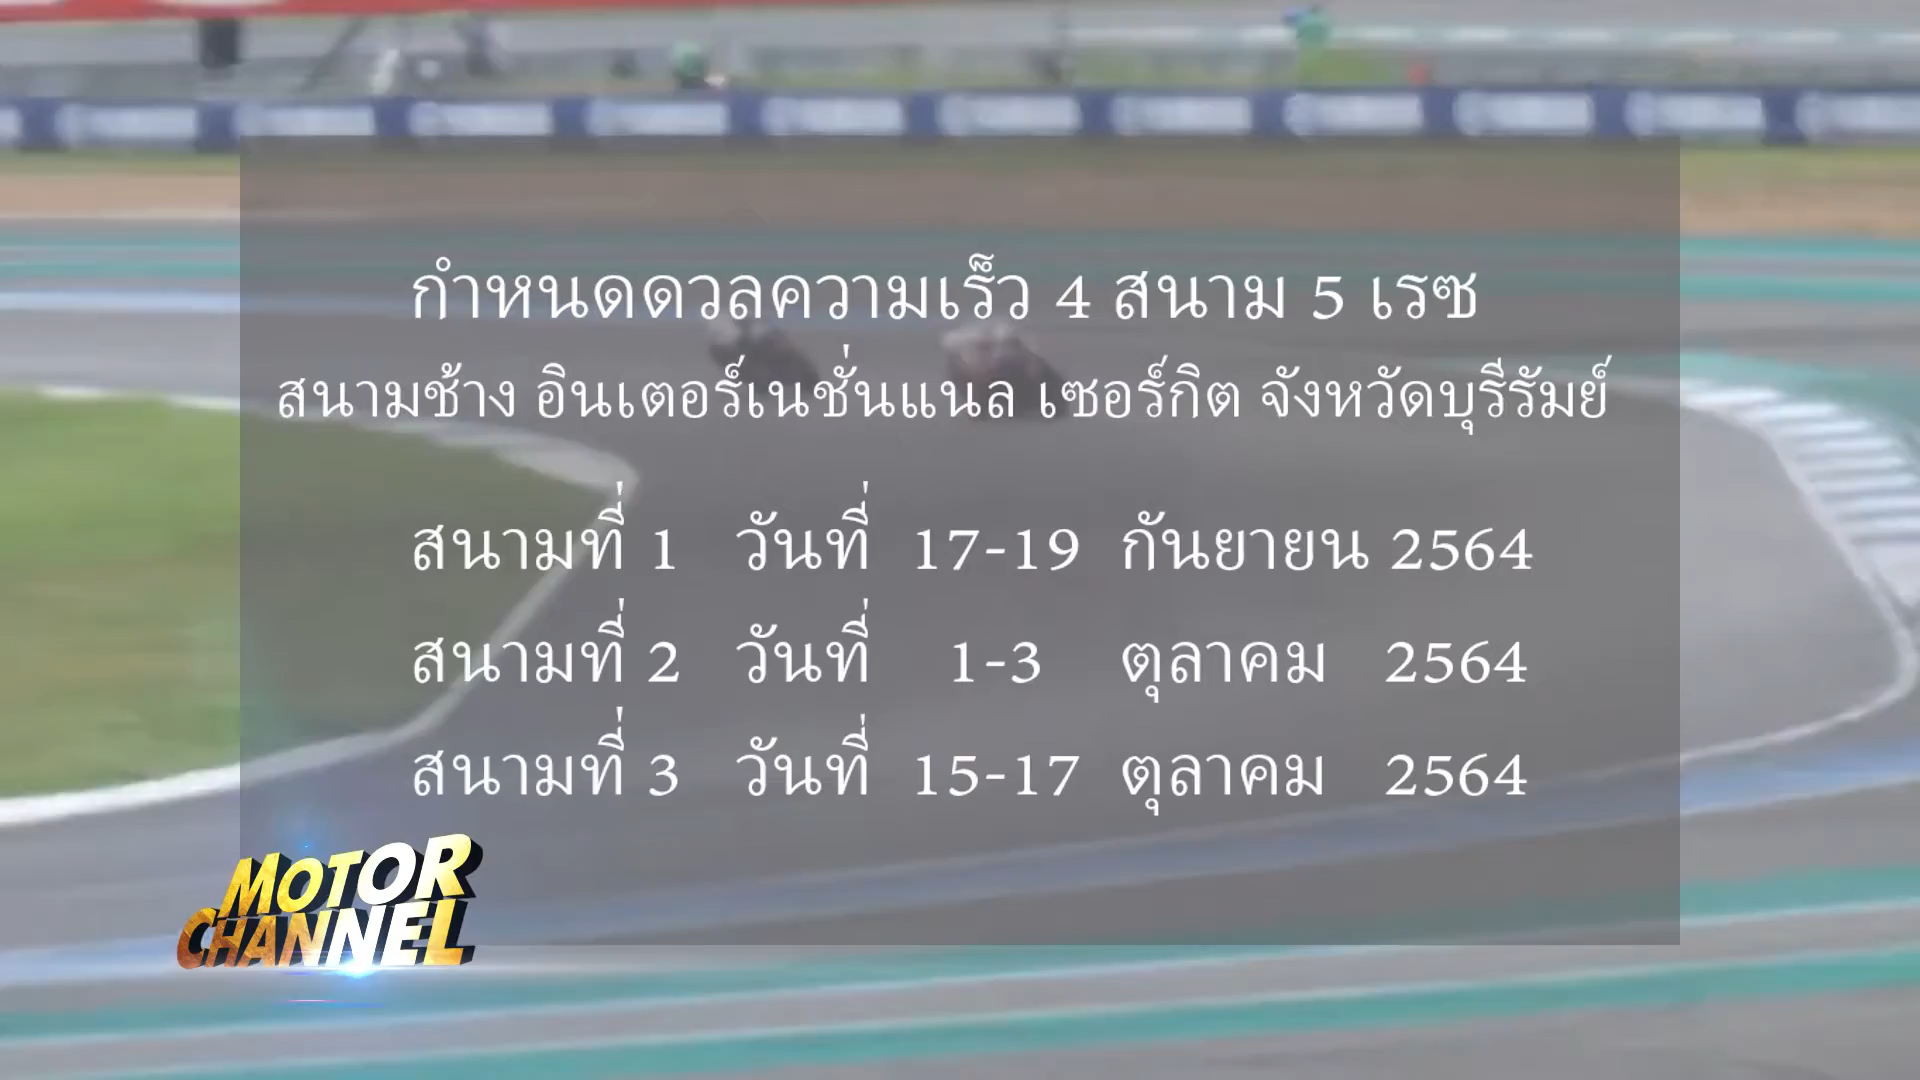 กำหนดดวลความเร็ว 4 สนาม 5 เรซ
สนามช้าง อินเตอร์เนชั่นแนล เซอร์กิต จังหวัดบุรีรัมย์
สนามที่ 1 วันที่ 17-19 กันยายน 2564
สนามที่ 2 วันที่ 1-3 ตุลาคม 2564
สนามที่ 3 วันที่ 15-17 ตุลาคม 2564
MOTOR
CHANNEL